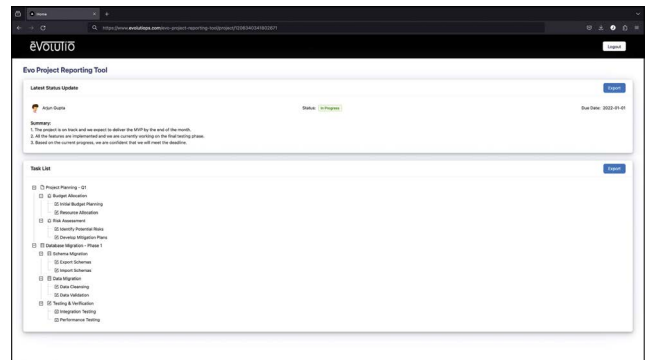 Home
https://www.evolutiops.com/evo-project-reporting-tool/project/1206340341802671
ēVOLUTIO
Logout
Evo Project Reporting Tool
Latest Status Update
Export
Arjun Gupta
Status: In Progress
Due Date: 2022-01-01
Summary:
1. The project is on track and we expect to deliver the MVP by the end of the month.
2. All the features are implemented and we are currently working on the final testing phase.
3. Based on the current progress, we are confident that we will meet the deadline.
Task List
Export
Project Planning - Q1
Budget Allocation
Initial Budget Planning
Resource Allocation
Risk Assessment
Identify Potential Risks
Develop Mitigation Plans
Database Migration - Phase 1
Schema Migration
Export Schemas
Import Schemas
Data Migration
Data Cleansing
Data Validation
Testing & Verification
Integration Testing
Performance Testing